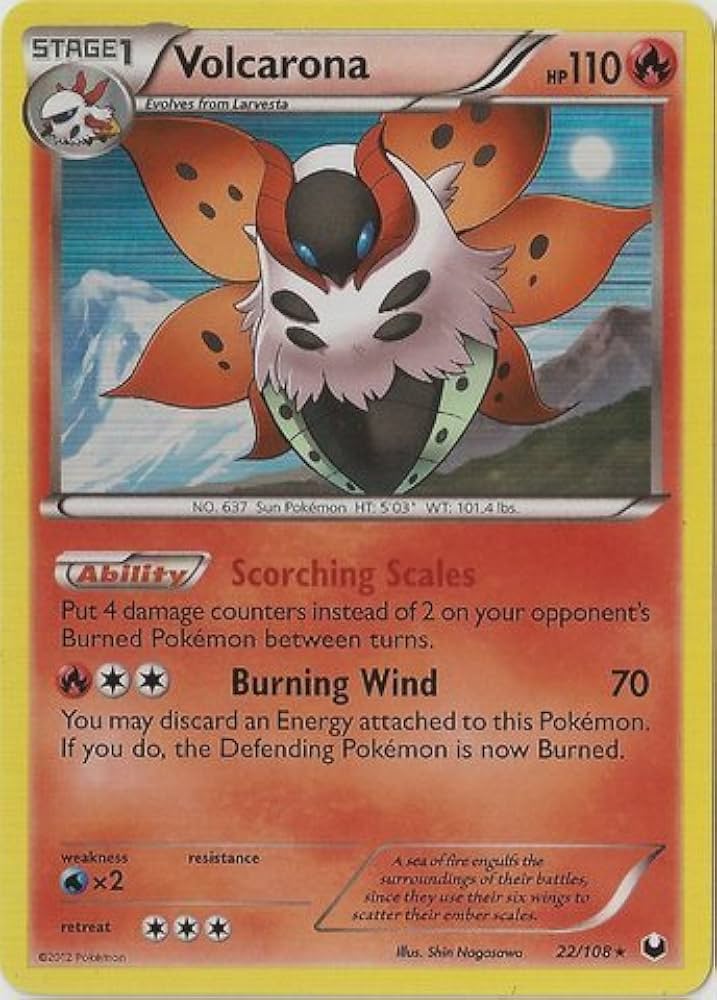 STAGE1
Volcarona
HP110
Evolves from Larvesta
NO. 637 Sun Pokémon HT: 5'03" WT: 101.4 lbs.
Ability Scorching Scales
Put 4 damage counters instead of 2 on your opponent's
Burned Pokémon between turns.
Burning Wind 70
You may discard an Energy attached to this Pokémon.
If you do, the Defending Pokémon is now Burned.
weakness resistance
×2
retreat
A sea of fire engulfs the
surroundings of their battles,
since they use their six wings to
scatter their ember scales.
©2012 Pokémon
Illus. Shin Nagasawa
22/108★